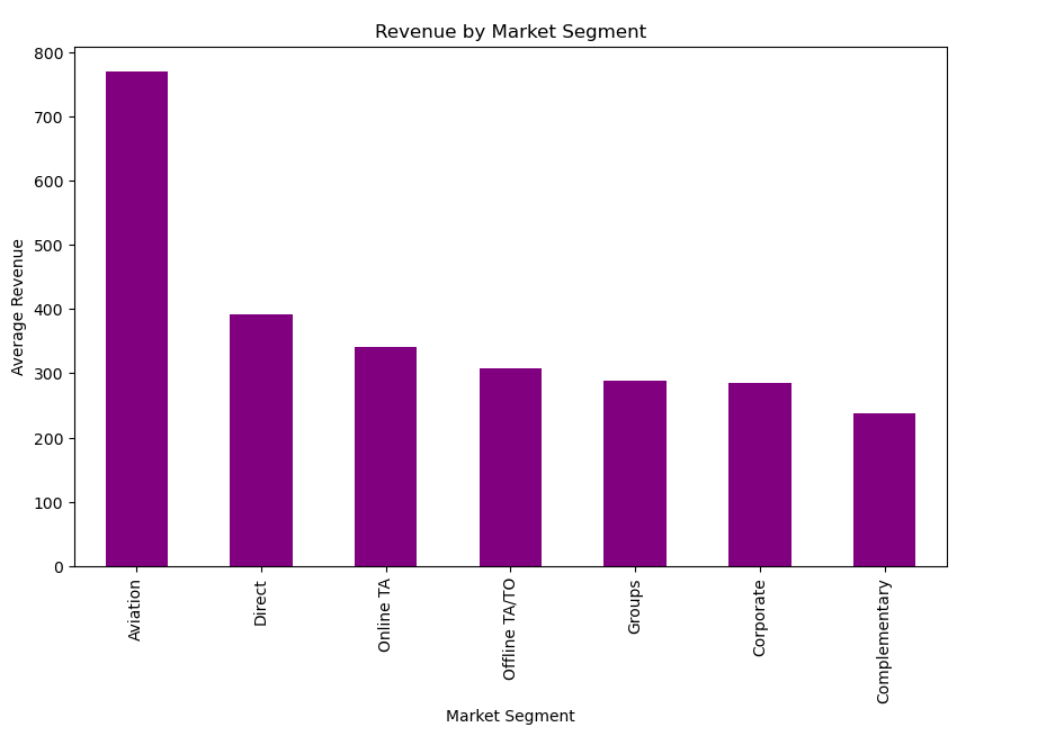 Revenue by Market Segment
Average Revenue
800
700
600
500
400
300
200
100
0
Aviation
Direct
Online TA
Offline TA/TO
Groups
Corporate
Complementary
Market Segment